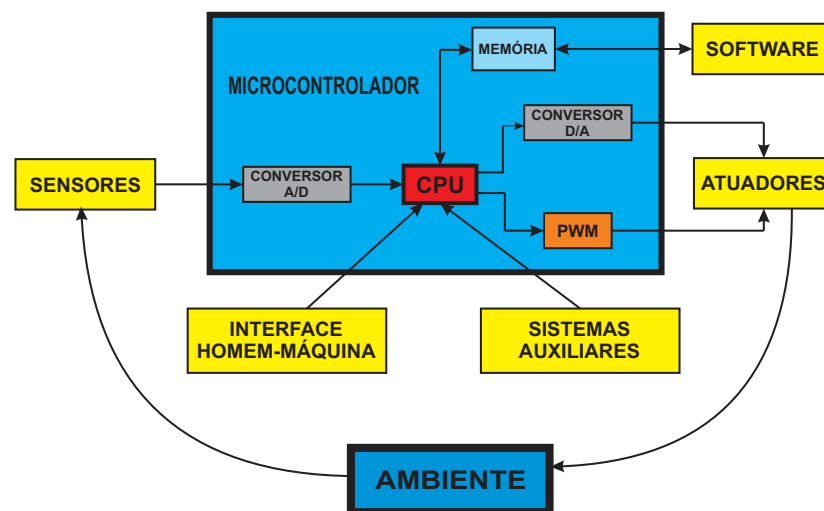 MEMÓRIA
SOFTWARE
MICROCONTROLADOR
CONVERSOR
D/A
SENSORES
CONVERSOR
A/D
CPU
ATUADORES
PWM
INTERFACE
HOMEM-MÁQUINA
SISTEMAS
AUXILIARES
AMBIENTE